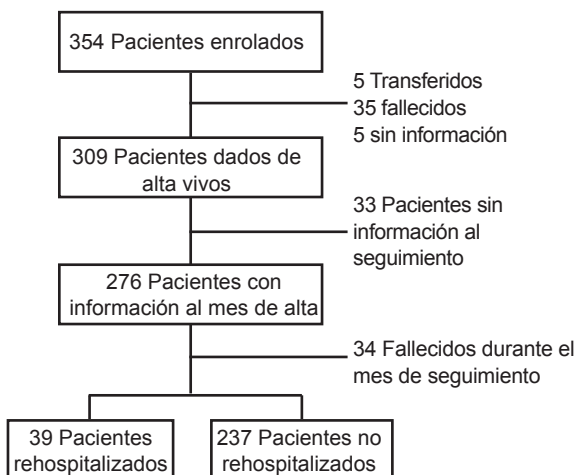 354 Pacientes enrolados
5 Transferidos
35 fallecidos
5 sin información
309 Pacientes dados de
alta vivos
33 Pacientes sin
información al
seguimiento
276 Pacientes con
información al mes de alta
34 Fallecidos durante el
mes de seguimiento
39 Pacientes
rehospitalizados
237 Pacientes no
rehospitalizados